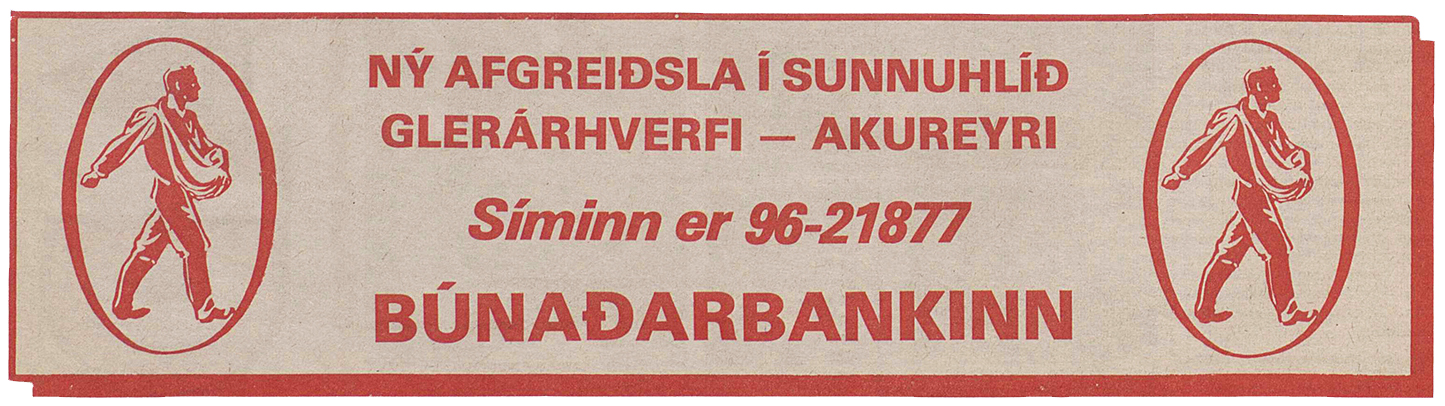 NÝ AFGREIÐSLA Í SUNNUHLÍÐ
GLERÁRHVERFI — AKUREYRI
Síminn er 96-21877
BÚNAÐARBANKINN